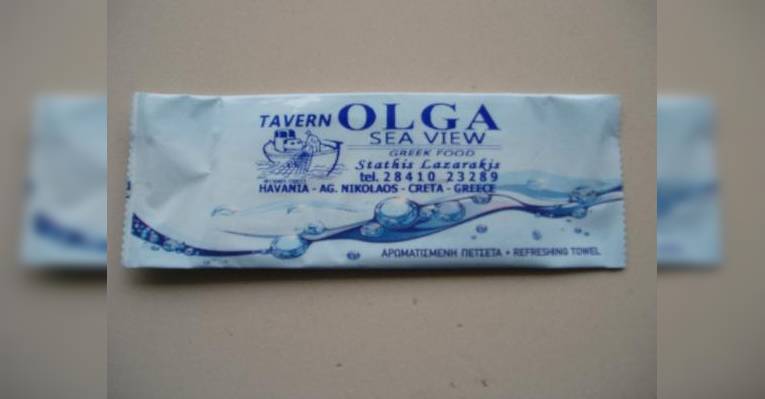 TAVERN OLGA
SEA VIEW
GREEK FOOD
Stathis Lazarakis
tel. 28410 23289
HAVANIA - AG. NIKOLAOS - CRETA - GREECE
ΑΡΩΜΑΤΙΣΜΕΝΗ ΠΕΤΣΕΤΑ • REFRESHING TOWEL